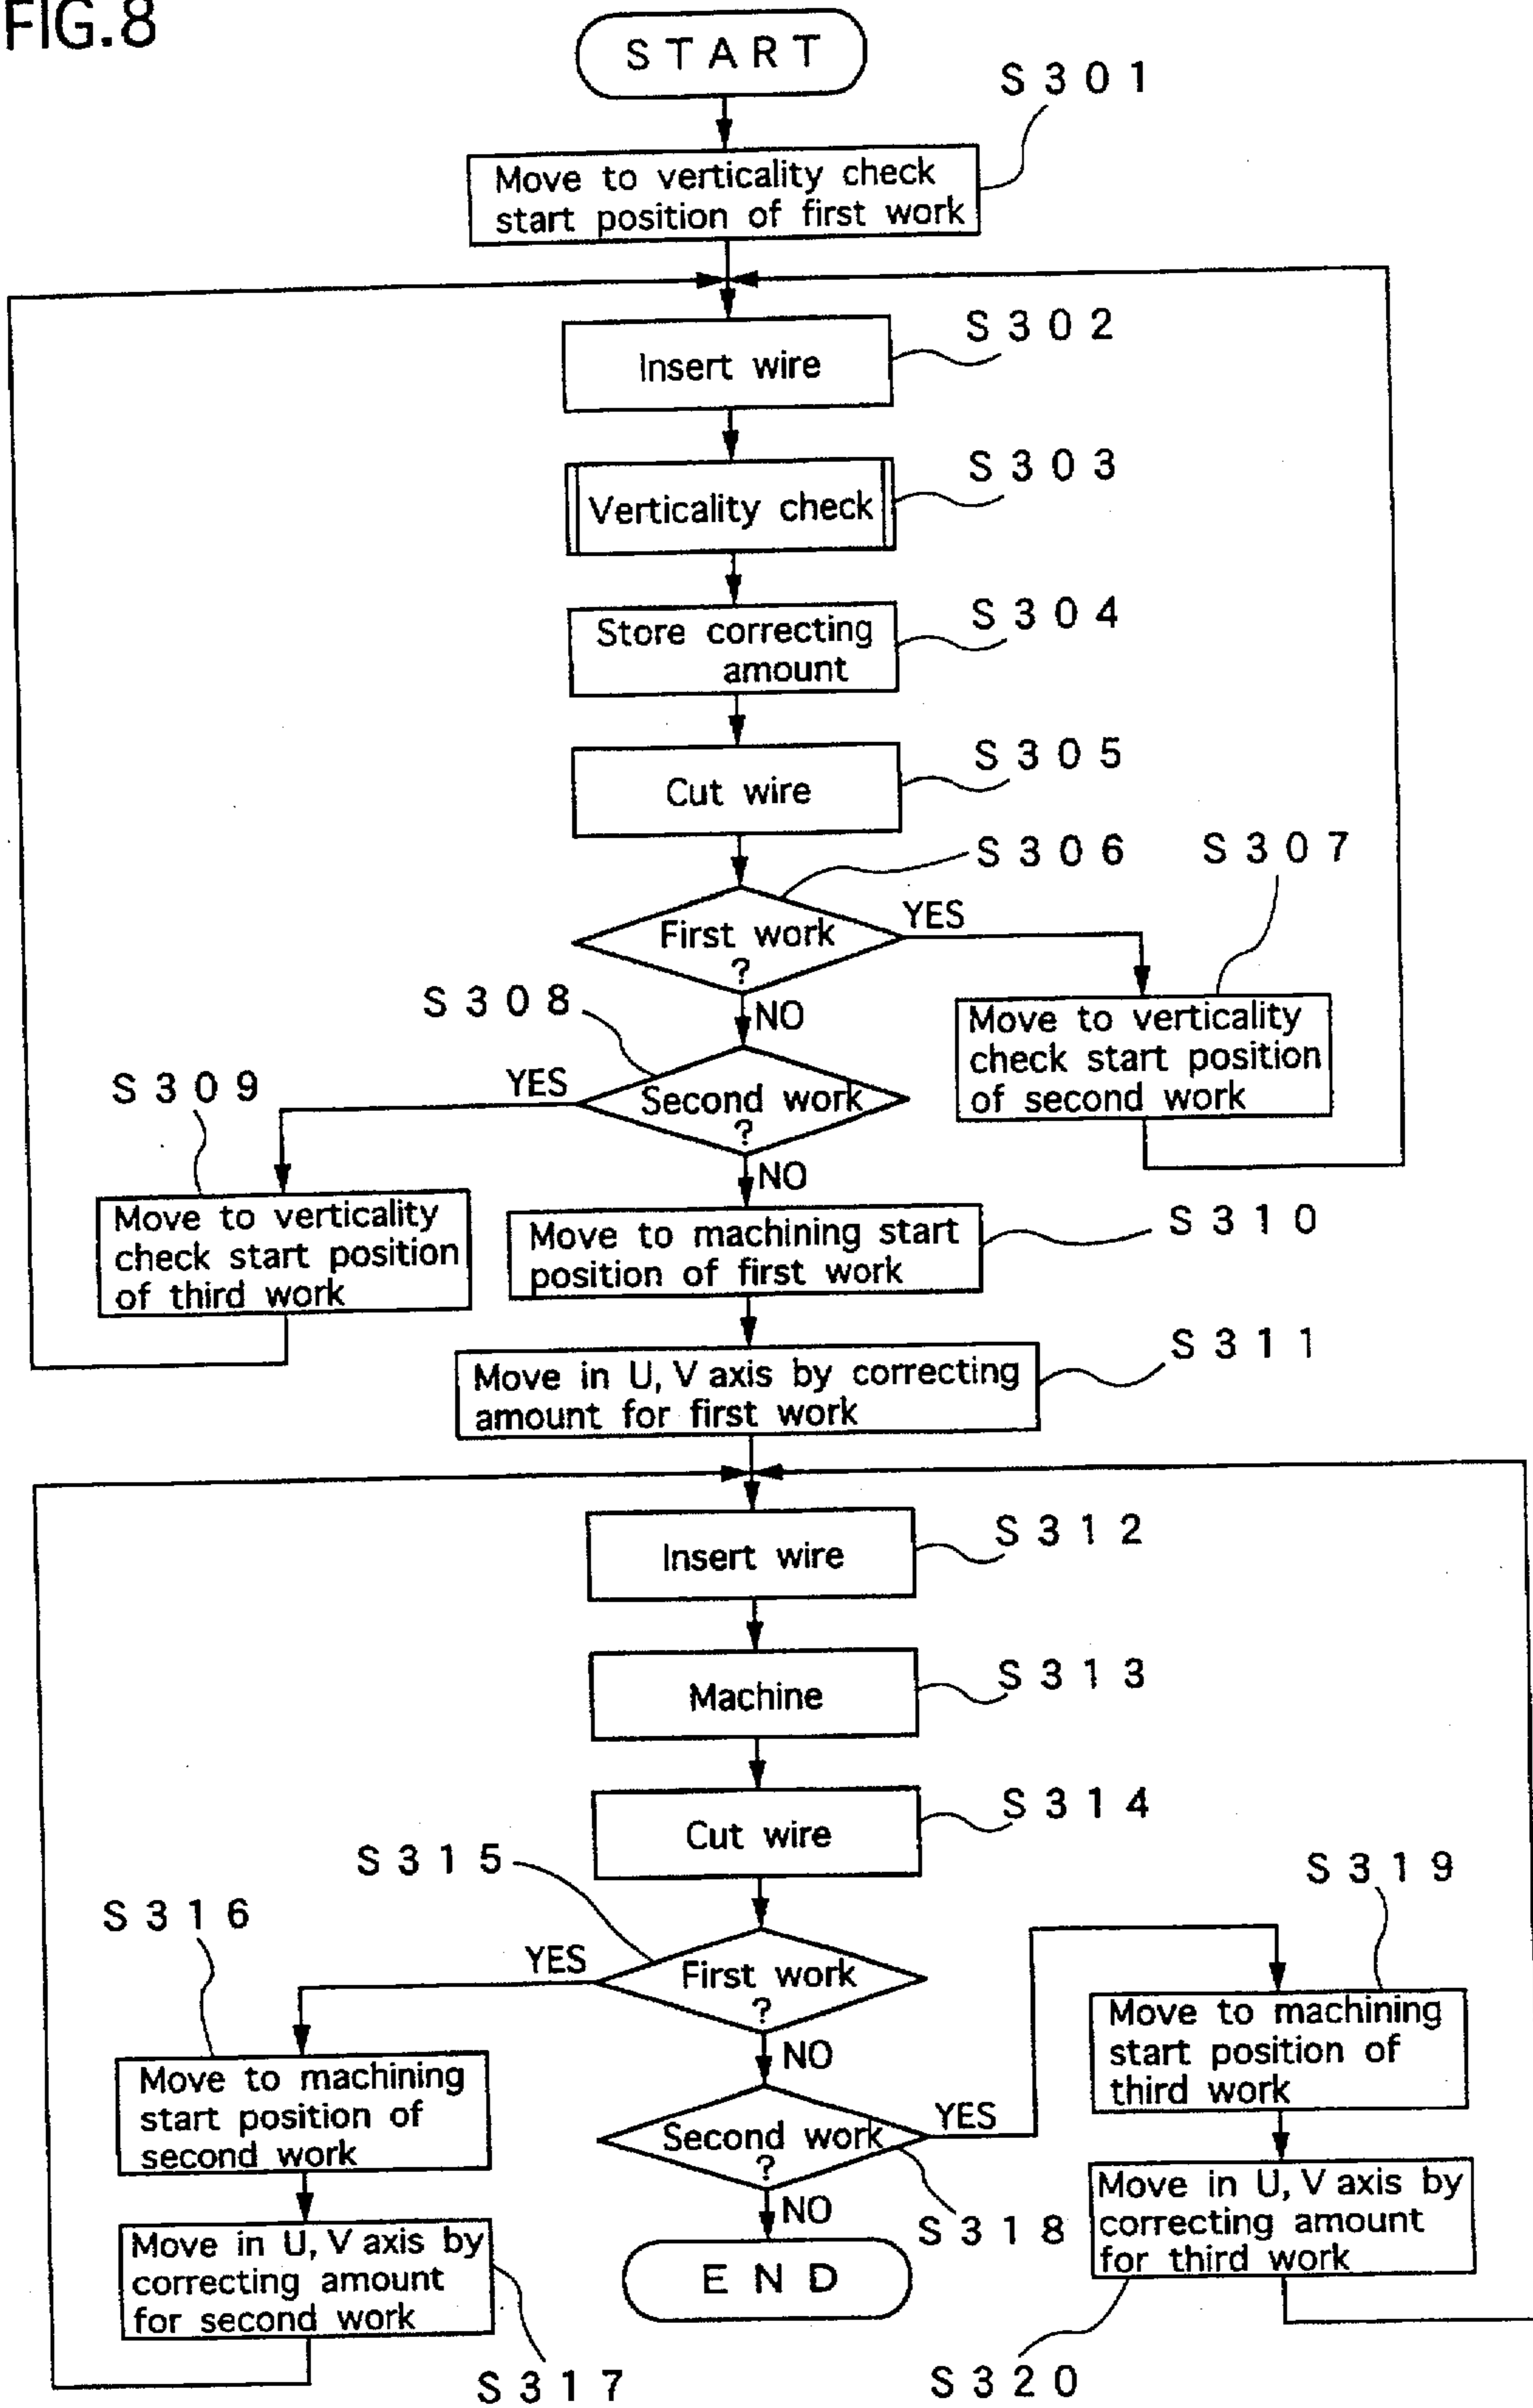 FIG.8
START
S301
Move to verticality check
start position of first work
S302
Insert wire
S303
Verticality check
S304
Store correcting
amount
S305
Cut wire
S306
S307
First work
?
YES
NO
Move to verticality
check start position
of second work
S308
Second work
?
YES
NO
S309
Move to verticality
check start position
of third work
S310
Move to machining start
position of first work
S311
Move in U, V axis by correcting
amount for first work
S312
Insert wire
S313
Machine
S314
Cut wire
S315
First work
?
YES
NO
S316
Move to machining
start position of
second work
S317
Move in U, V axis by
correcting amount
for second work
S318
Second work
?
YES
NO
S319
Move to machining
start position of
third work
S320
Move in U, V axis by
correcting amount
for third work
END